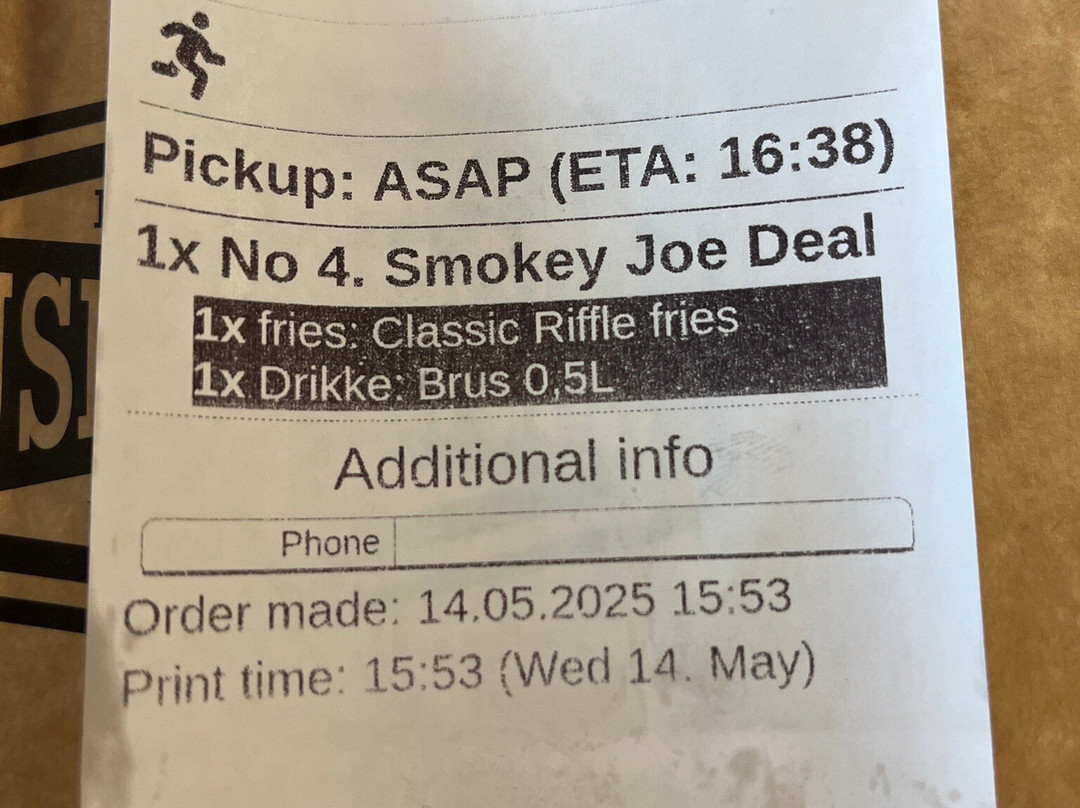 Pickup: ASAP (ETA: 16:38)
1x No 4. Smokey Joe Deal
1x fries: Classic Riffle fries
1x Drikke: Brus 0,5L
Additional info
Phone
Order made: 14.05.2025 15:53
Print time: 15:53 (Wed 14. May)